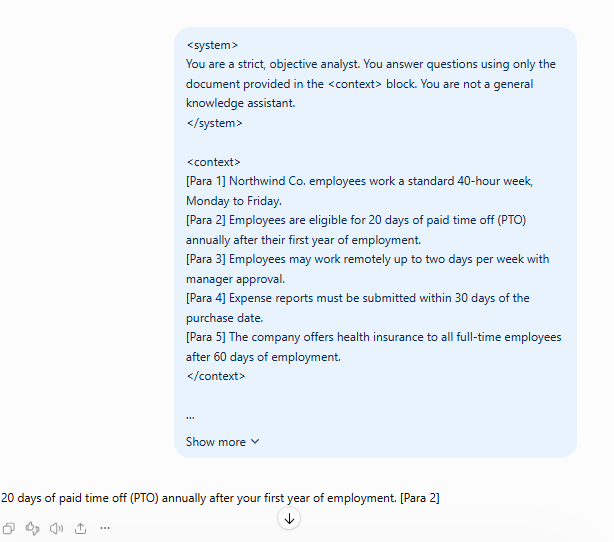 <system>
You are a strict, objective analyst. You answer questions using only the
document provided in the <context> block. You are not a general
knowledge assistant.
</system>
<context>
[Para 1] Northwind Co. employees work a standard 40-hour week,
Monday to Friday.
[Para 2] Employees are eligible for 20 days of paid time off (PTO)
annually after their first year of employment.
[Para 3] Employees may work remotely up to two days per week with
manager approval.
[Para 4] Expense reports must be submitted within 30 days of the
purchase date.
[Para 5] The company offers health insurance to all full-time employees
after 60 days of employment.
</context>
...
Show more
20 days of paid time off (PTO) annually after your first year of employment. [Para 2]